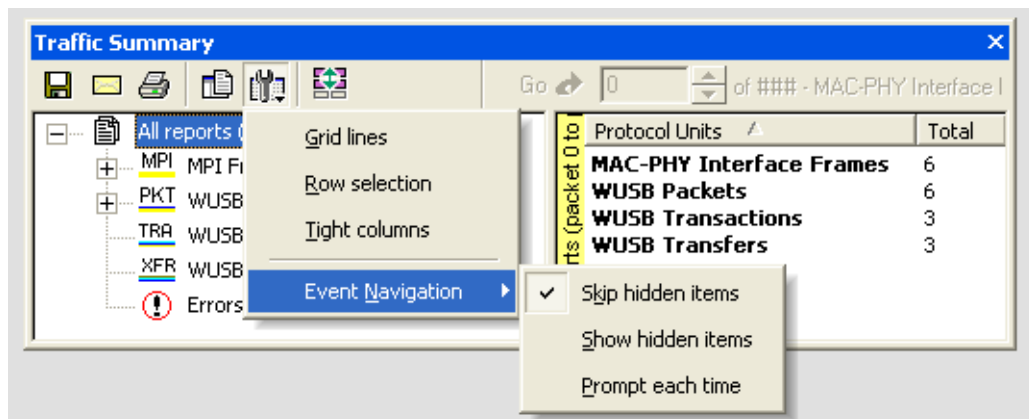 Traffic Summary
Go 0 of ### - MAC-PHY Interface
All reports (
MPI MPI
PKT WUSB
TRA WUSB
XFR WUSB
Errors
Grid lines
Row selection
Tight columns
Event Navigation
Skip hidden items
Show hidden items
Prompt each time
(packet 0 to
Protocol Units Total
MAC-PHY Interface Frames 6
WUSB Packets 6
WUSB Transactions 3
WUSB Transfers 3